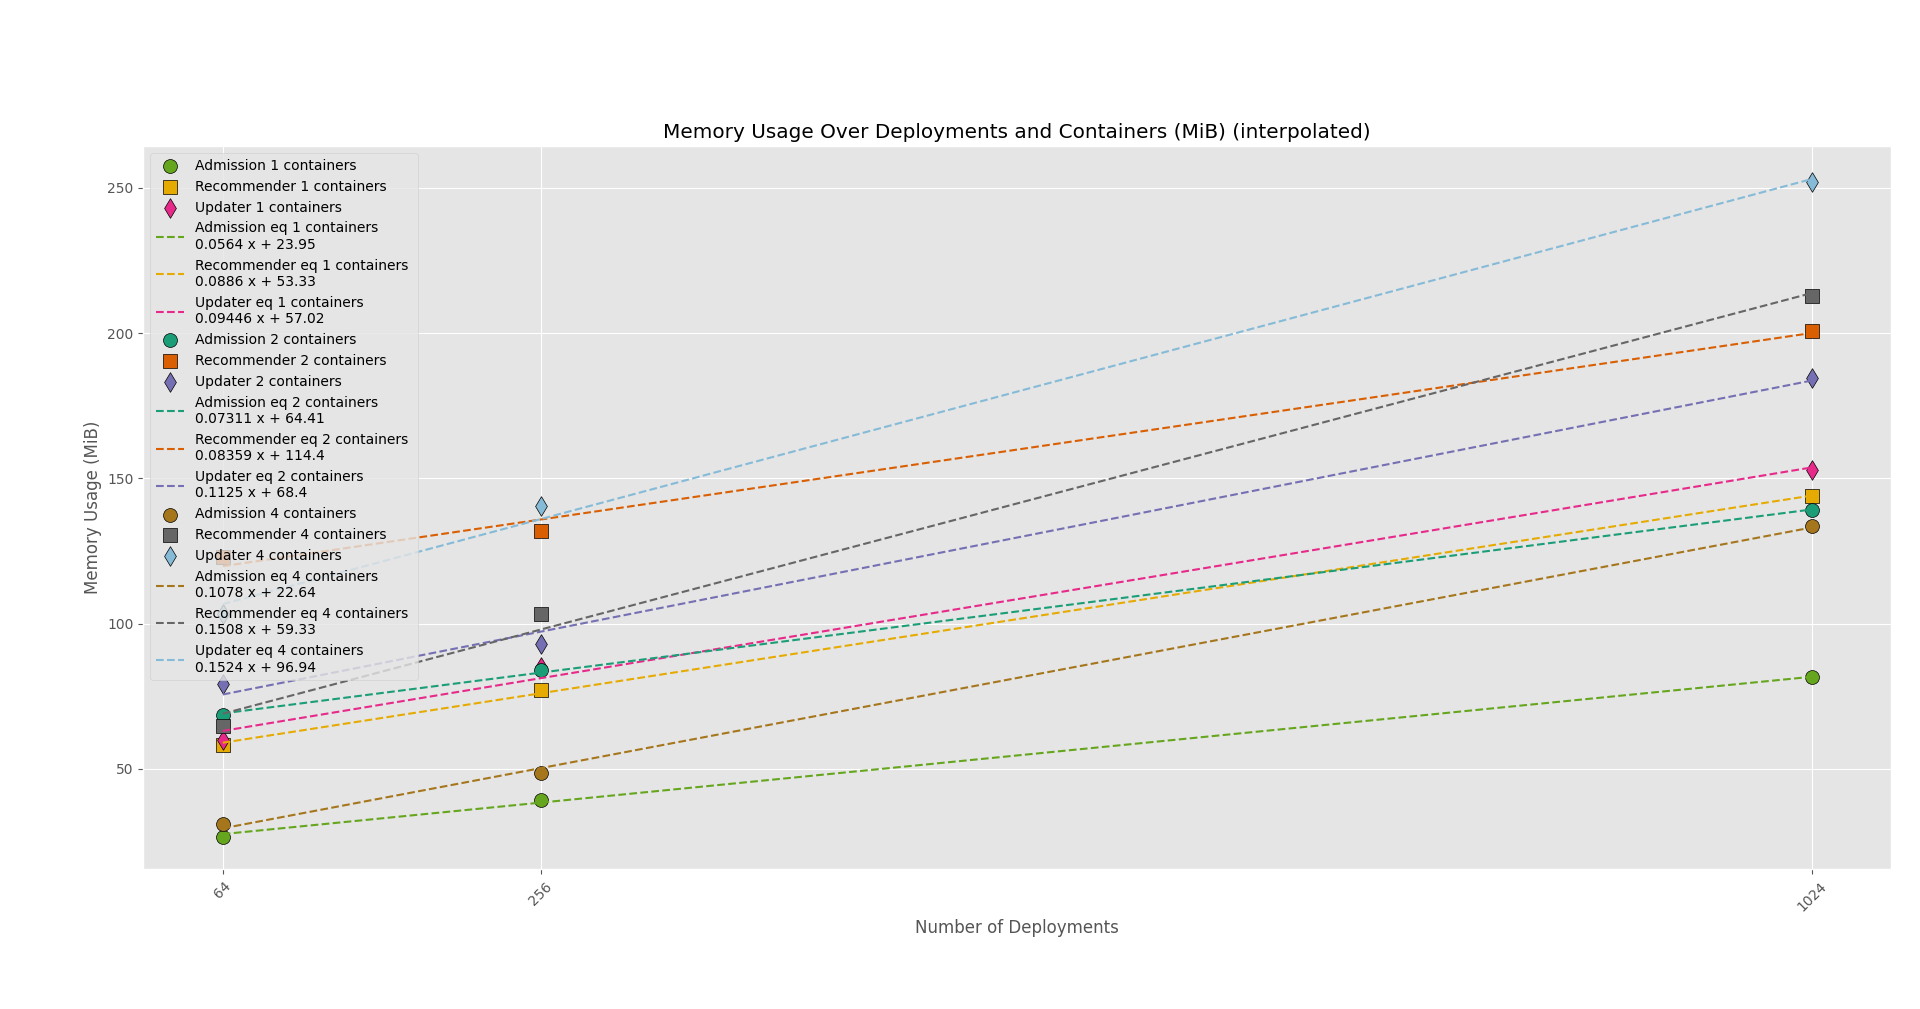 Memory Usage Over Deployments and Containers (MiB) (interpolated)
Memory Usage (MiB)
250
200
150
100
50
Admission 1 containers
Recommender 1 containers
Updater 1 containers
Admission eq 1 containers
0.0564 x + 23.95
Recommender eq 1 containers
0.0886 x + 53.33
Updater eq 1 containers
0.09446 x + 57.02
Admission 2 containers
Recommender 2 containers
Updater 2 containers
Admission eq 2 containers
0.07311 x + 64.41
Recommender eq 2 containers
0.08359 x + 114.4
Updater eq 2 containers
0.1125 x + 68.4
Admission 4 containers
Recommender 4 containers
Updater 4 containers
Admission eq 4 containers
0.1078 x + 22.64
Recommender eq 4 containers
0.1508 x + 59.33
Updater eq 4 containers
0.1524 x + 96.94
64
256
1024
Number of Deployments